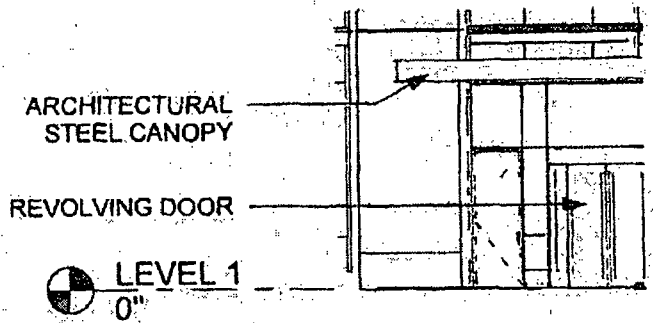 ARCHITECTURAL
STEEL CANOPY
REVOLVING DOOR
LEVEL 1
0"